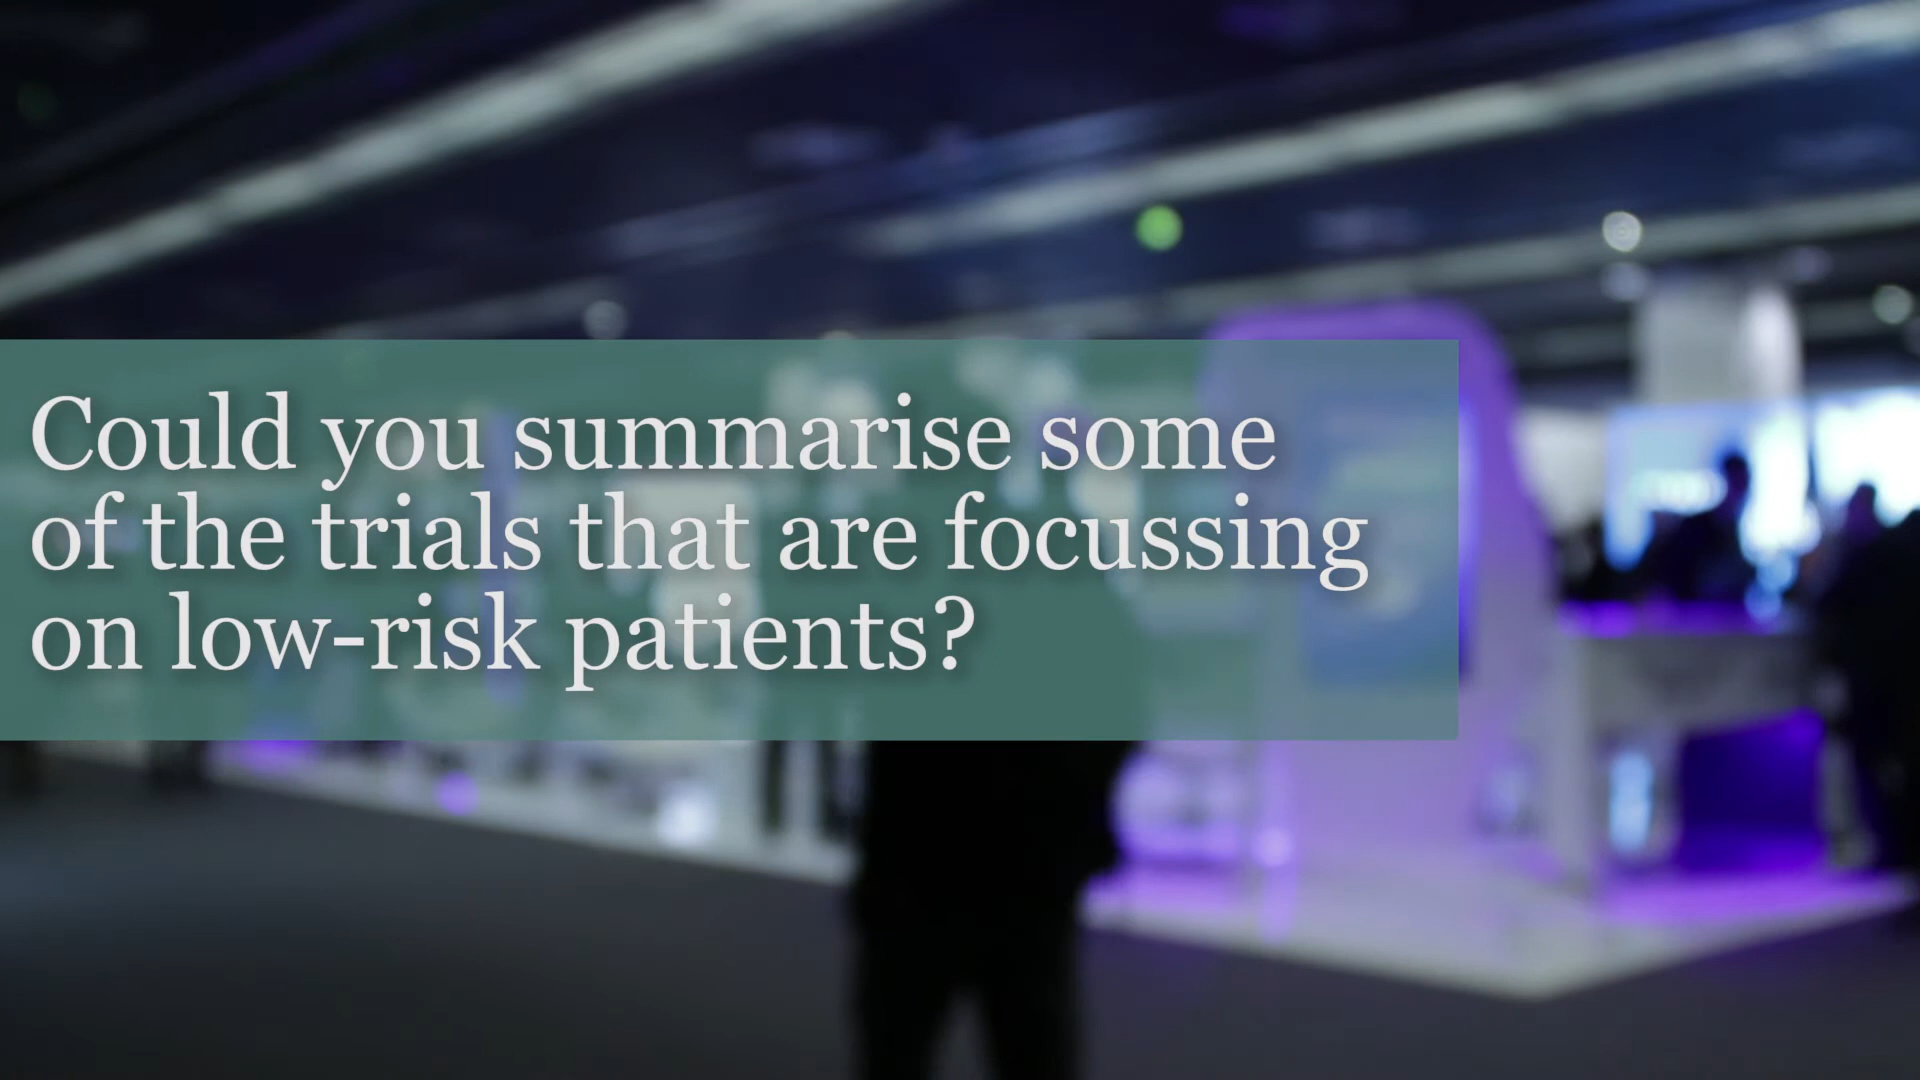 Could you summarise some
of the trials that are focussing
on low-risk patients?